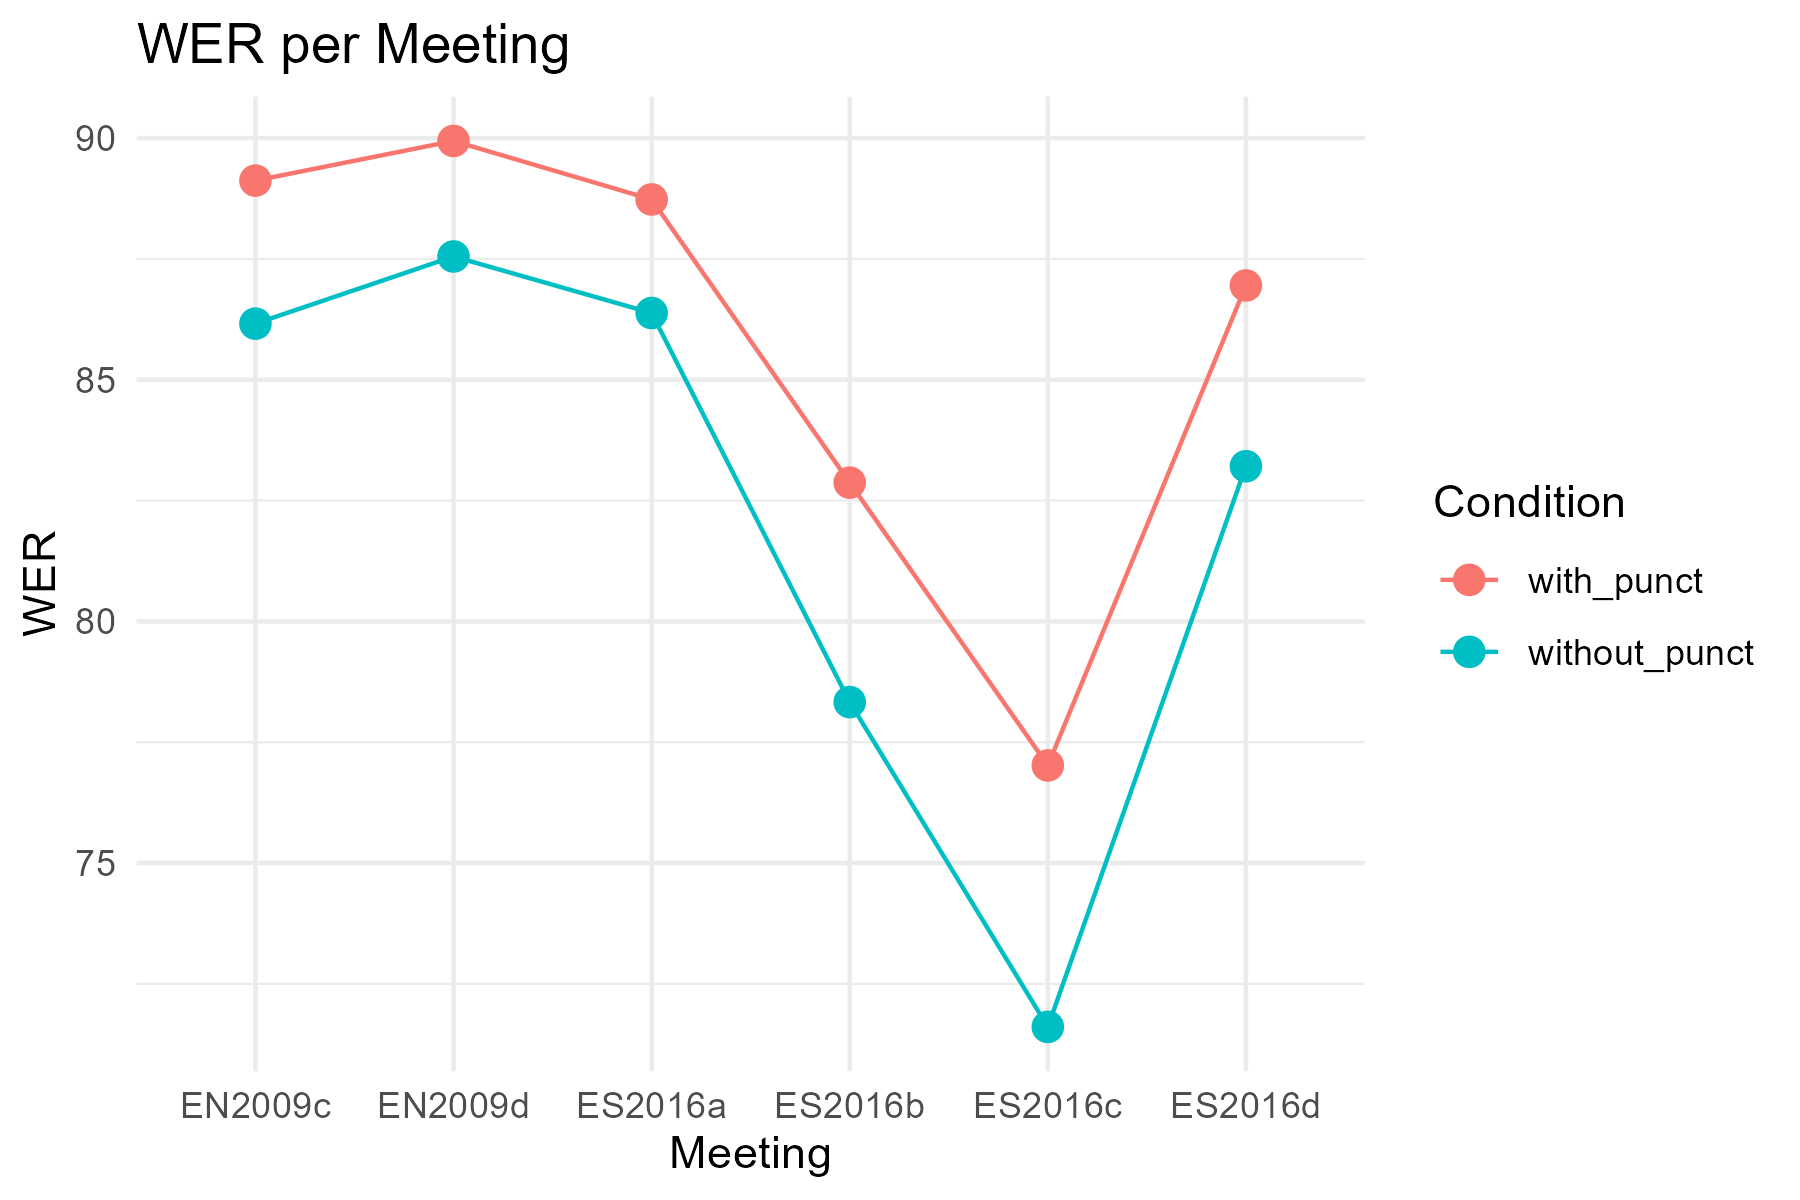 WER per Meeting
90
85
80
75
WER
EN2009c EN2009d ES2016a ES2016b ES2016c ES2016d
Meeting
Condition
with_punct
without_punct